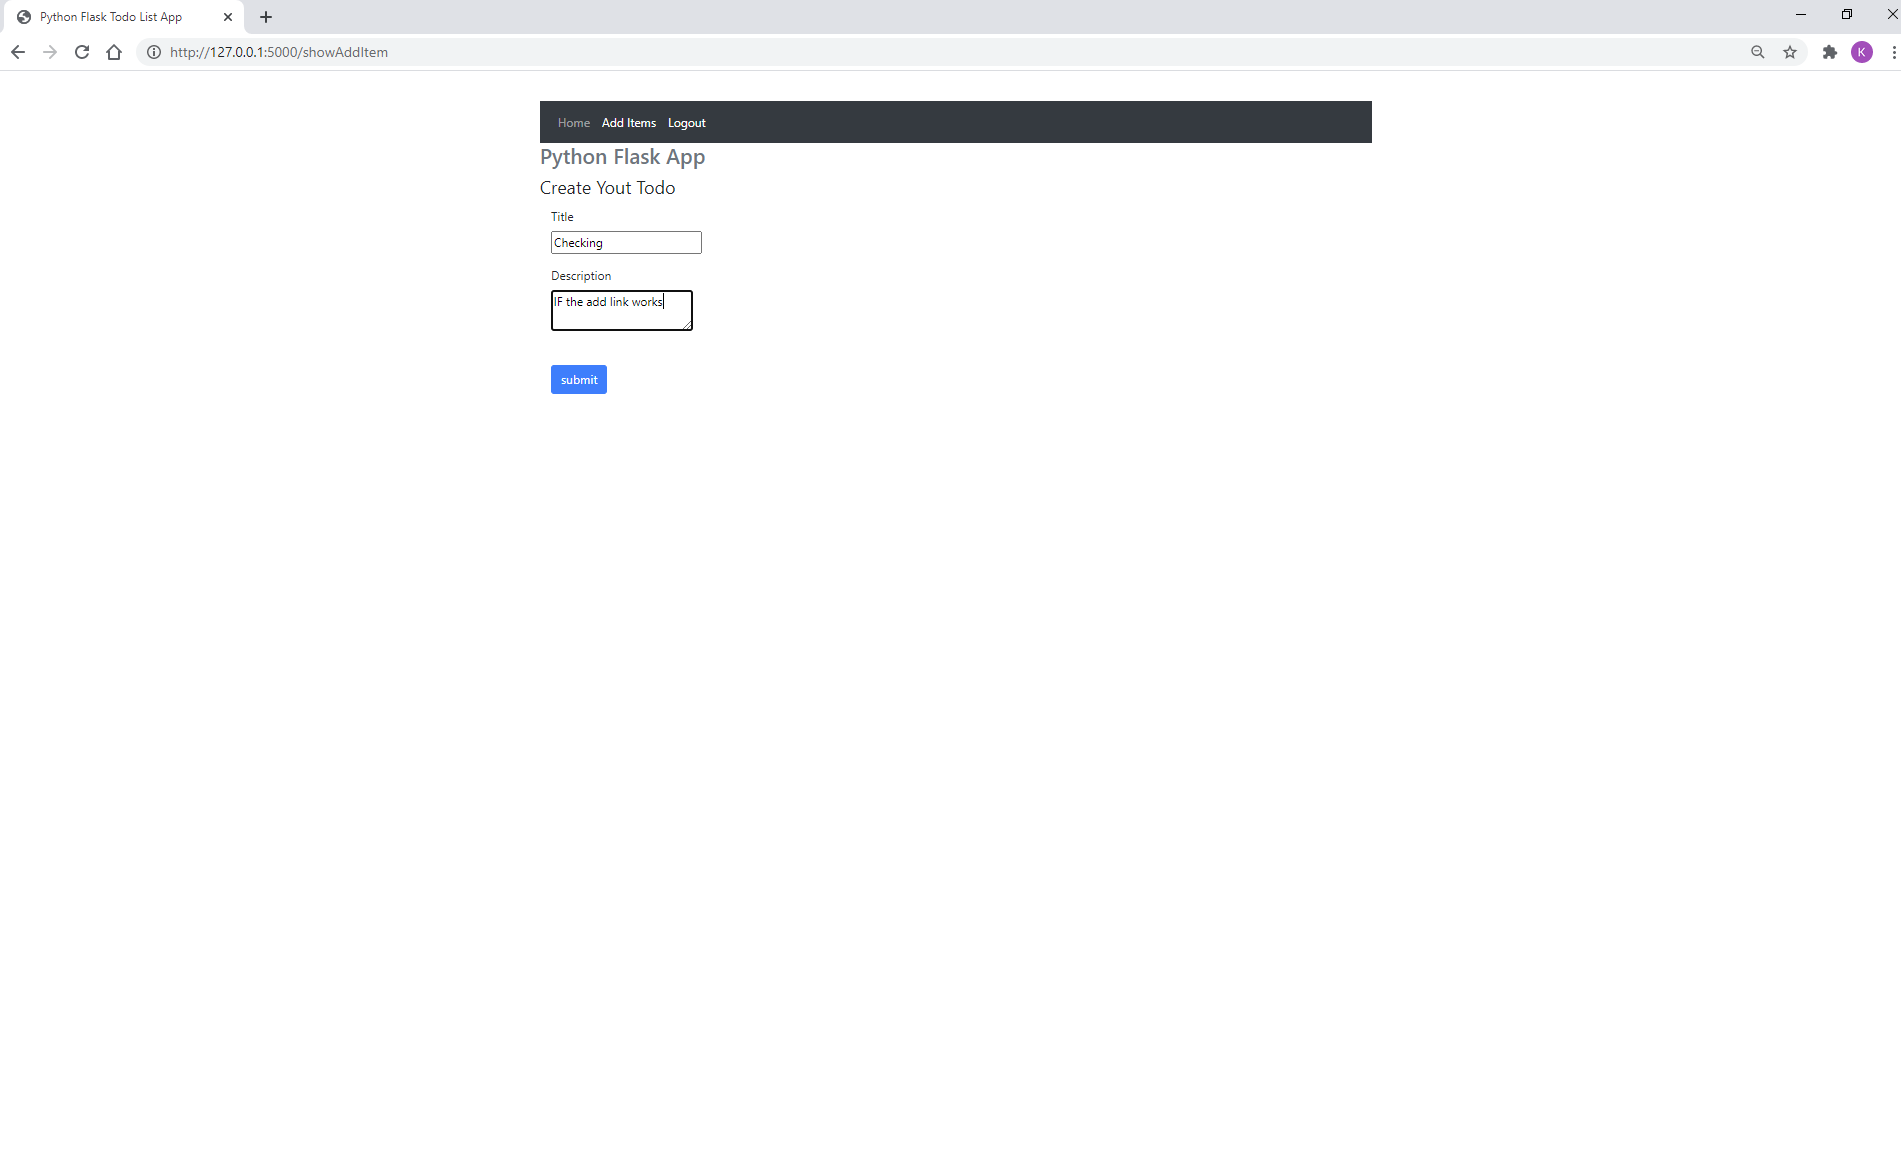 Python Flask Todo List App
http://127.0.0.1:5000/showAddItem
K
Home Add Items Logout
Python Flask App
Create Yout Todo
Title
Checking
Description
IF the add link works
submit